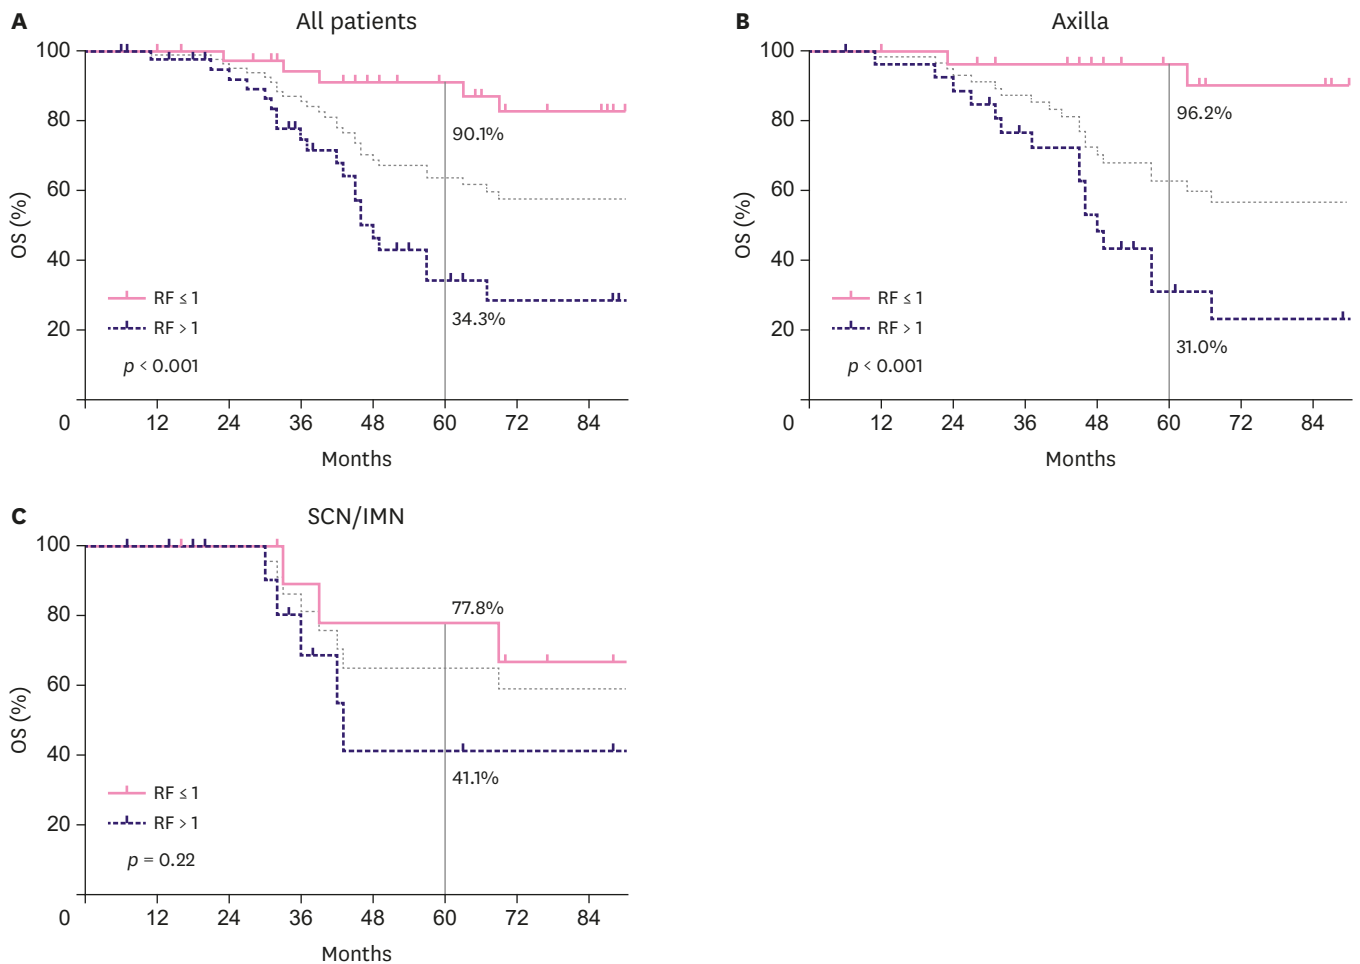 A
All patients
100
80
60
40
20
0
OS (%)
90.1%
34.3%
RF ≤ 1
RF > 1
p < 0.001
12 24 36 48 60 72 84
Months
B
Axilla
100
80
60
40
20
0
OS (%)
96.2%
31.0%
RF ≤ 1
RF > 1
p < 0.001
12 24 36 48 60 72 84
Months
C
SCN/IMN
100
80
60
40
20
0
OS (%)
77.8%
41.1%
RF ≤ 1
RF > 1
p = 0.22
12 24 36 48 60 72 84
Months